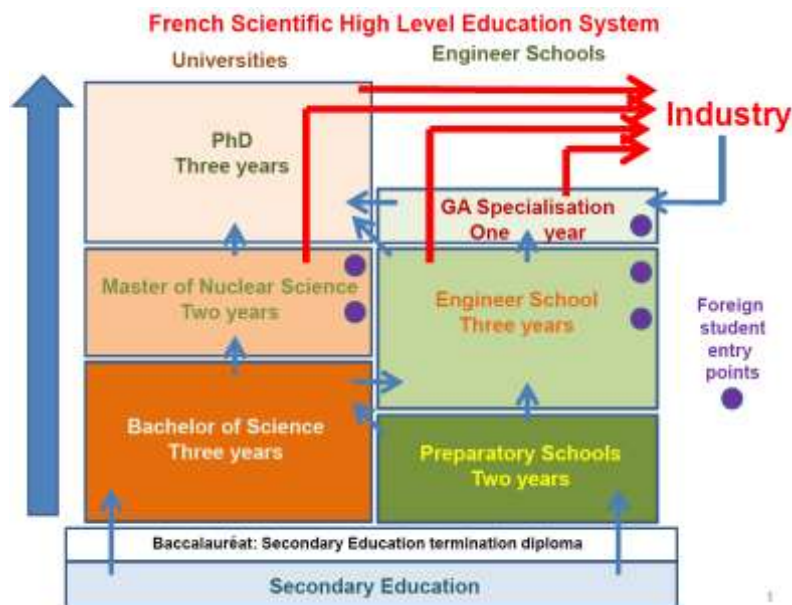 French Scientific High Level Education System
Universities
Engineer Schools
PhD
Three years
Industry
GA Specialisation
One year
Master of Nuclear Science
Two years
Engineer School
Three years
Foreign
student
entry
points
Bachelor of Science
Three years
Preparatory Schools
Two years
Baccalauréat: Secondary Education termination diploma
Secondary Education
1